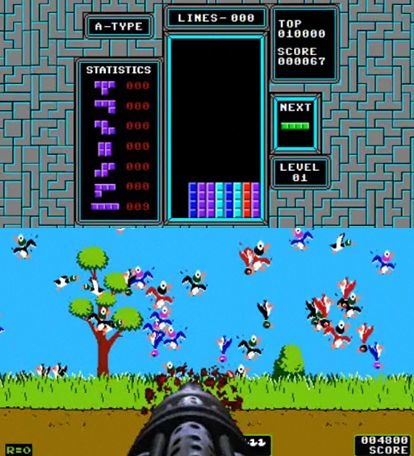 A-TYPE
LINES-000
TOP
010000
SCORE
000067
STATISTICS
000
000
000
000
000
000
009
NEXT
LEVEL
01
R=0
004800
SCORE